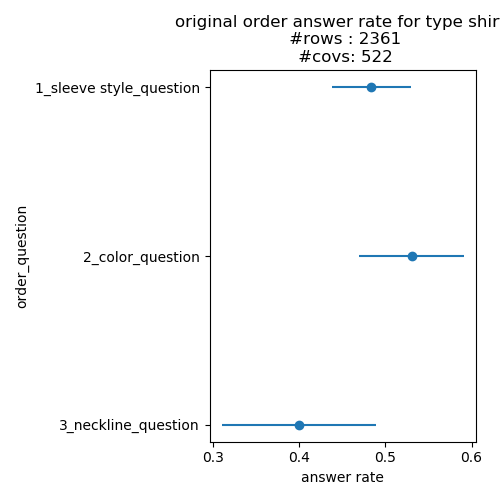 original order answer rate for type shir
#rows : 2361
#covs: 522
1_sleeve style_question
2_color_question
3_neckline_question
order_question
0.3 0.4 0.5 0.6
answer rate